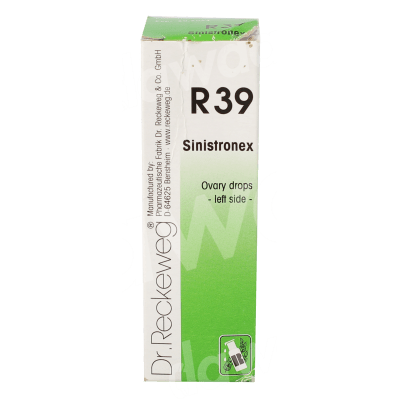 R 39
Sinistronex
Ovary drops
- left side -
Dr.Reckeweg®
Manufactured by:
Pharmazeutische Fabrik Dr. Reckeweg & Co. GmbH
D-64625 Bensheim - www.reckeweg.de